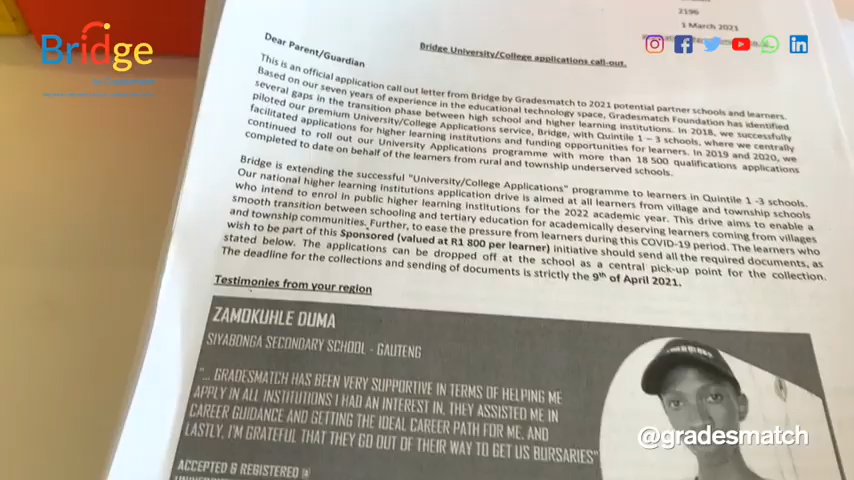 Bridge
by Gradesmatch
2196
1 March 2021
Dear Parent/Guardian
Bridge University/College applications call-out.
This is an official application call out letter from Bridge by Gradesmatch to 2021 potential partner schools and learners.
Based on our seven years of experience in the educational technology space, Gradesmatch Foundation has identified
several gaps in the transition phase between high school and higher learning institutions. In 2018, we successfully
piloted our premium University/College Applications service, Bridge, with Quintile 1 – 3 schools, where we centrally
facilitated applications for higher learning institutions and funding opportunities for learners. In 2019 and 2020, we
continued to roll out our University Applications programme with more than 18 500 qualifications applications
completed to date on behalf of the learners from rural and township underserved schools.
Bridge is extending the successful "University/College Applications" programme to learners in Quintile 1 -3 schools.
Our national higher learning institutions application drive is aimed at all learners from village and township schools
who intend to enrol in public higher learning institutions for the 2022 academic year. This drive aims to enable a
smooth transition between schooling and tertiary education for academically deserving learners coming from villages
and township communities. Further, to ease the pressure from learners during this COVID-19 period. The learners who
wish to be part of this Sponsored (valued at R1 800 per learner) initiative should send all the required documents, as
stated below. The applications can be dropped off at the school as a central pick-up point for the collection.
The deadline for the collections and sending of documents is strictly the 9th of April 2021.
Testimonies from your region
ZAMOKUHLE DUMA
SIYABONGA SECONDARY SCHOOL - GAUTENG
"... GRADESMATCH HAS BEEN VERY SUPPORTIVE IN TERMS OF HELPING ME
APPLY IN ALL INSTITUTIONS I HAD AN INTEREST IN, THEY ASSISTED ME IN
CAREER GUIDANCE AND GETTING THE IDEAL CAREER PATH FOR ME. AND
LASTLY, I'M GRATEFUL THAT THEY GO OUT OF THEIR WAY TO GET US BURSARIES"
ACCEPTED & REGISTERED
@gradesmatch